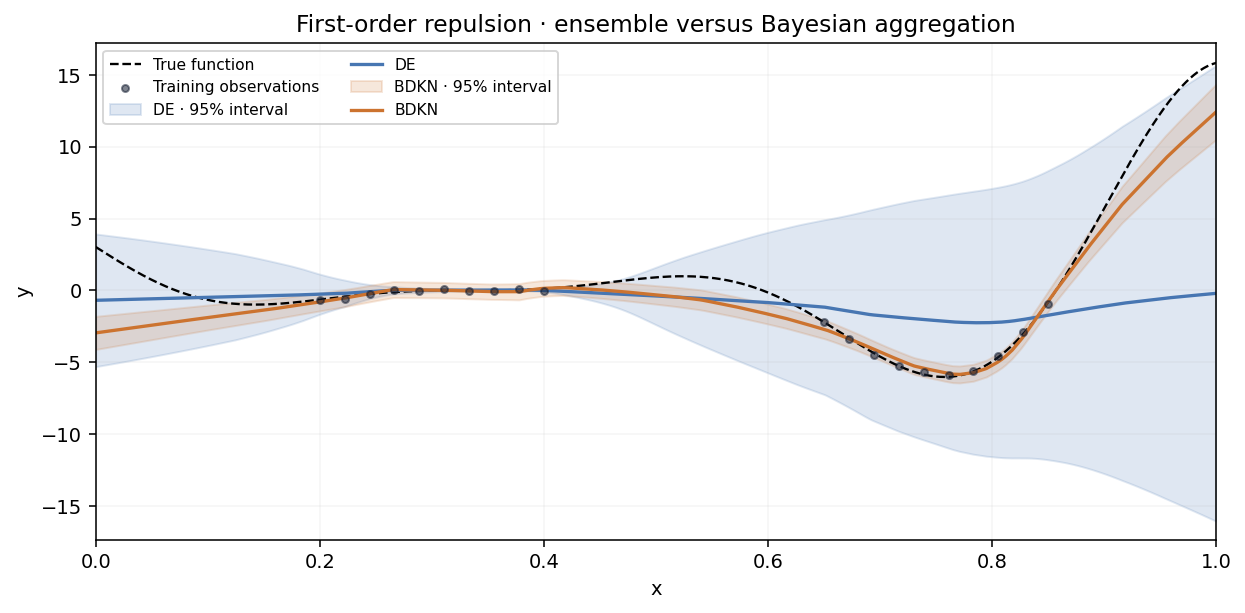 First-order repulsion · ensemble versus Bayesian aggregation
True function
Training observations
DE · 95% interval
DE
BDKN · 95% interval
BDKN
y
15
10
5
0
−5
−10
−15
0.0
0.2
0.4
0.6
0.8
1.0
x